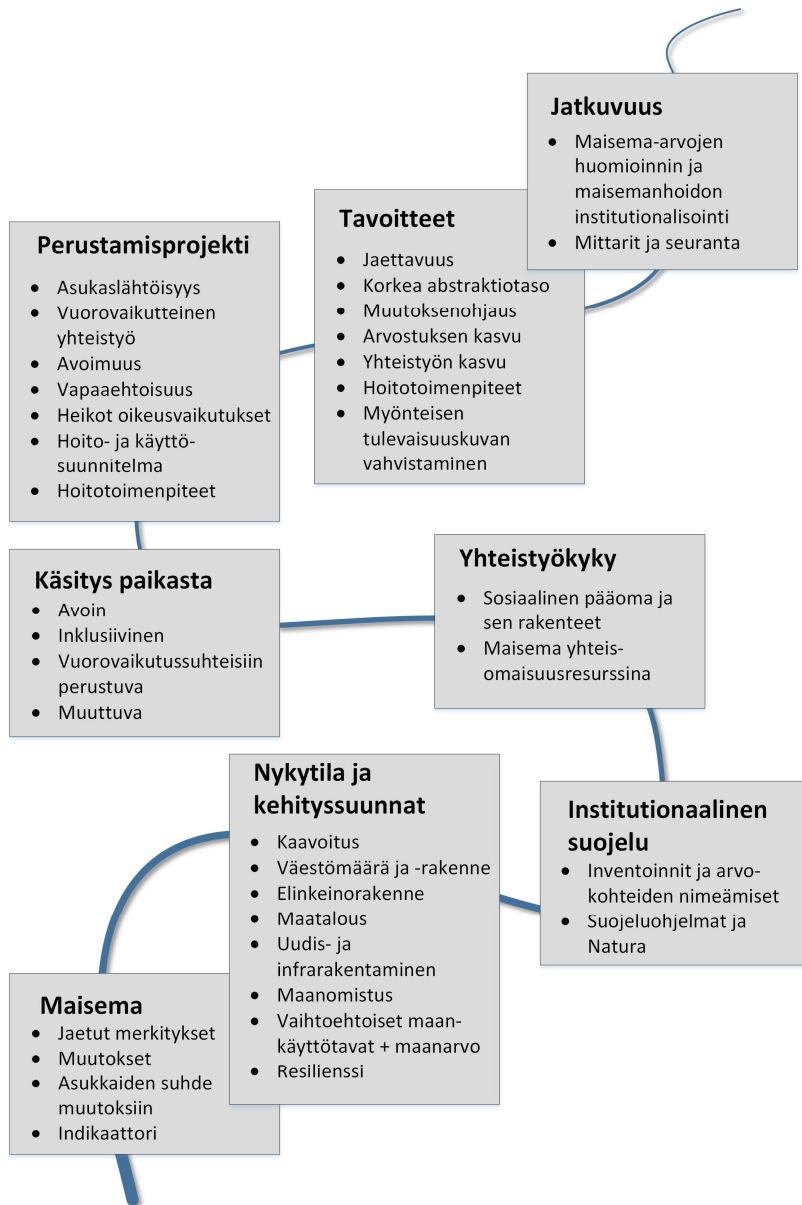 Jatkuvuus
• Maisema-arvojen
huomioinnin ja
maisemanhoidon
institutionalisointi
• Mittarit ja seuranta
Tavoitteet
• Jaettavuus
• Korkea abstraktiotaso
• Muutoksenohjaus
• Arvostuksen kasvu
• Yhteistyön kasvu
• Hoitotoimenpiteet
• Myönteisen
tulevaisuuskuvan
vahvistaminen
Perustamisprojekti
• Asukaslähtöisyys
• Vuorovaikutteinen
yhteistyö
• Avoimuus
• Vapaaehtoisuus
• Heikot oikeusvaikutukset
• Hoito- ja käyttö-
suunnitelma
• Hoitotoimenpiteet
Käsitys paikasta
• Avoin
• Inklusiivinen
• Vuorovaikutussuhteisiin
perustuva
• Muuttuva
Yhteistyökyky
• Sosiaalinen pääoma ja
sen rakenteet
• Maisema yhteis-
omaisuusresurssina
Institutionaalinen
suojelu
• Inventoinnit ja arvo-
kohteiden nimeämiset
• Suojeluohjelmat ja
Natura
Nykytila ja
kehityssuunnat
• Kaavoitus
• Väestömäärä ja -rakenne
• Elinkeinorakenne
• Maatalous
• Uudis- ja
infrarakentaminen
• Maanomistus
• Vaihtoehtoiset maan-
käyttötavat + maanarvo
• Resilienssi
Maisema
• Jaetut merkitykset
• Muutokset
• Asukkaiden suhde
muutoksiin
• Indikaattori